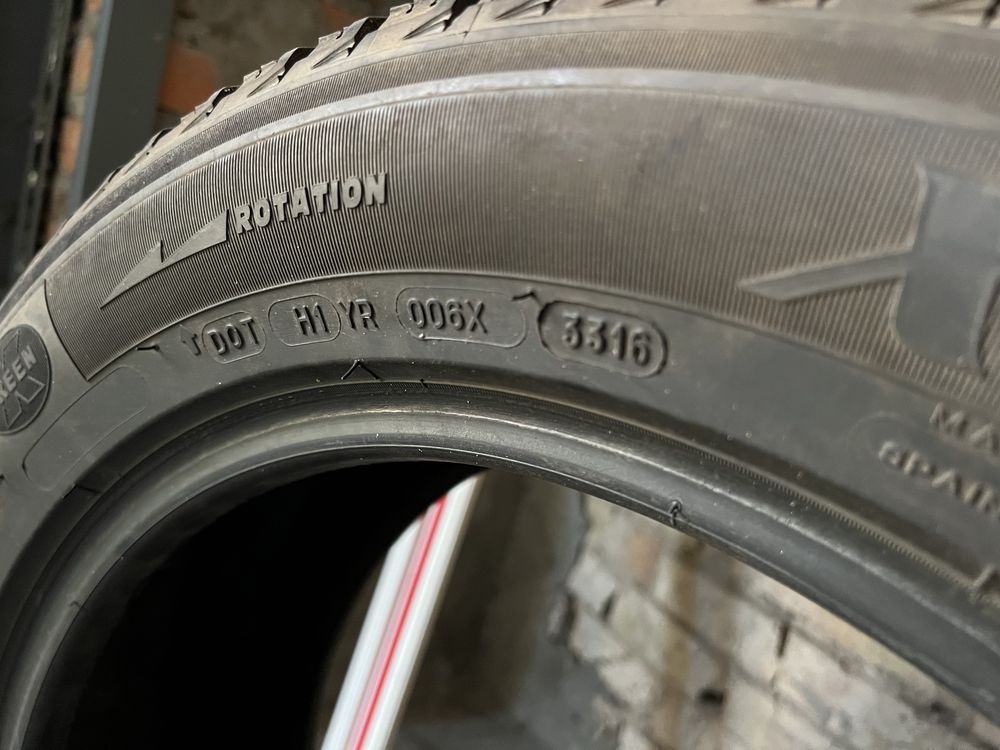 ROTATION
DOT H1 YR 006X 3316